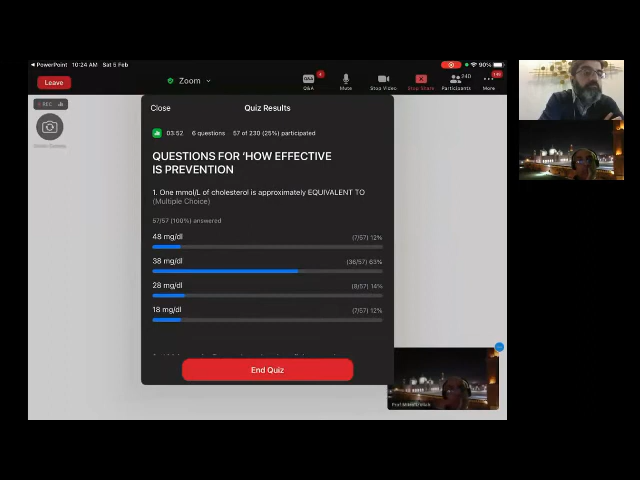 PowerPoint 10:24 AM Sat 5 Feb 90%
Leave
Zoom
Q&A
Mute
Stop Video
Stop Share
240
Participants
More
REC
Close
Quiz Results
03:52 6 questions 57 of 230 (25%) participated
QUESTIONS FOR 'HOW EFFECTIVE
IS PREVENTION
1. One mmol/L of cholesterol is approximately EQUIVALENT TO
(Multiple Choice)
57/57 (100%) answered
48 mg/dl
(7/57) 12%
38 mg/dl
(36/57) 63%
28 mg/dl
(8/57) 14%
18 mg/dl
(7/57) 12%
End Quiz